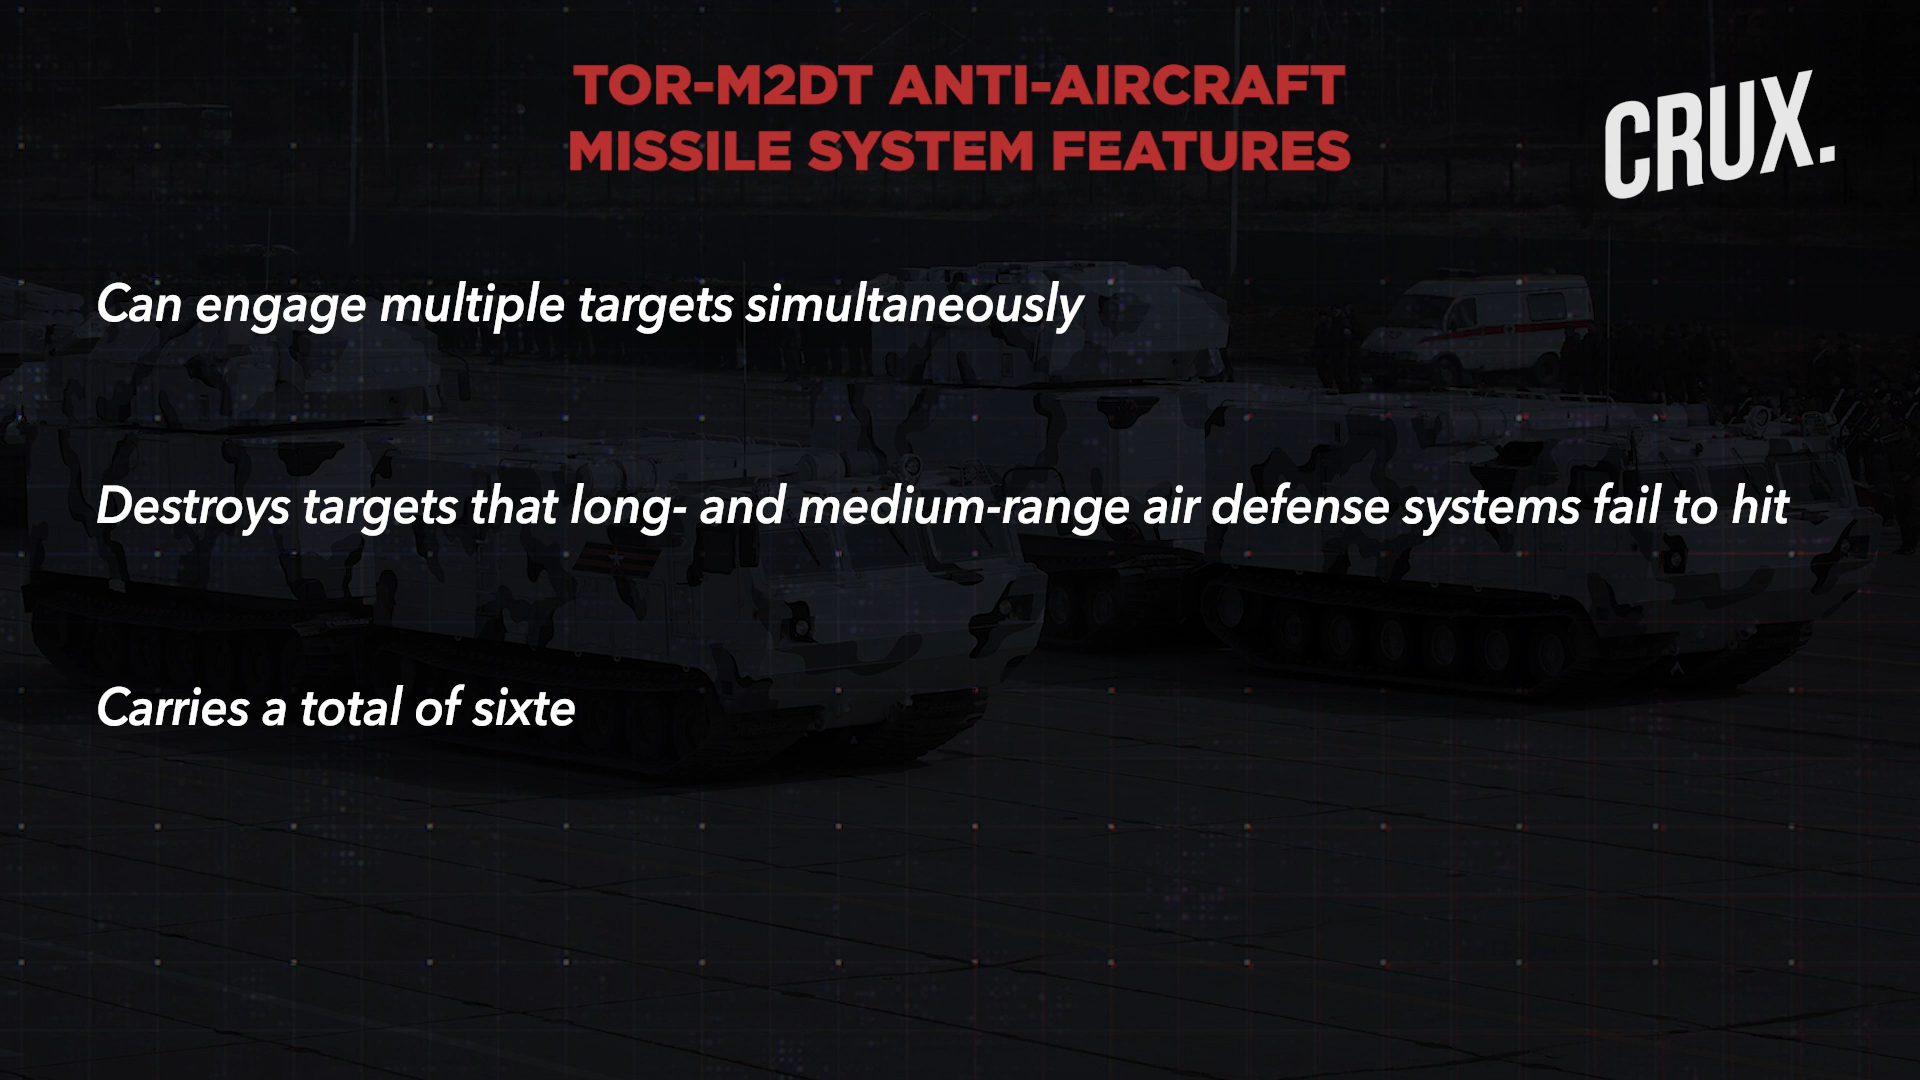 TOR-M2DT ANTI-AIRCRAFT
MISSILE SYSTEM FEATURES
CRUX.
Can engage multiple targets simultaneously
Destroys targets that long- and medium-range air defense systems fail to hit
Carries a total of sixte